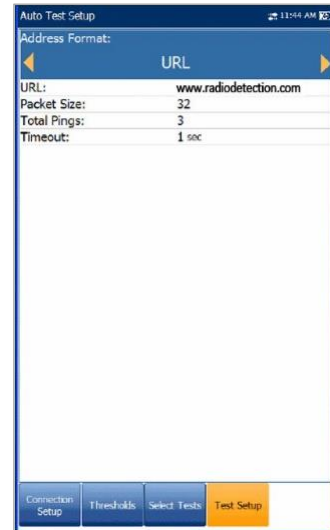 Auto Test Setup 11:44 AM
Address Format:
URL
URL: www.radiodetection.com
Packet Size: 32
Total Pings: 3
Timeout: 1 sec
Connection Setup Thresholds Select Tests Test Setup